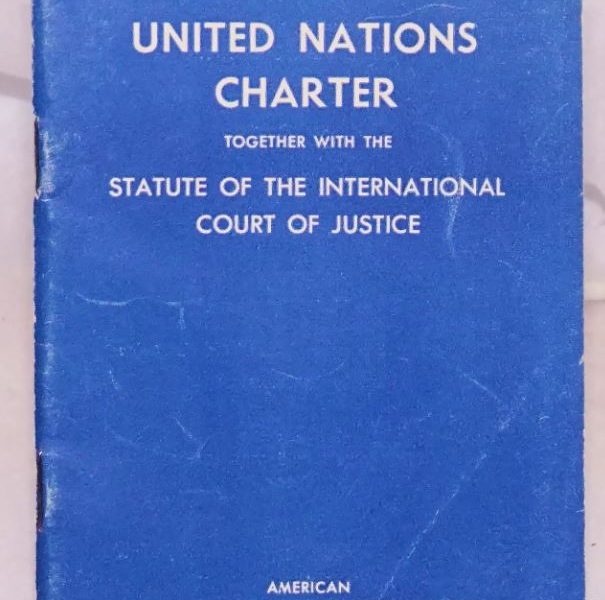 UNITED NATIONS
CHARTER
TOGETHER WITH THE
STATUTE OF THE INTERNATIONAL
COURT OF JUSTICE
AMERICAN